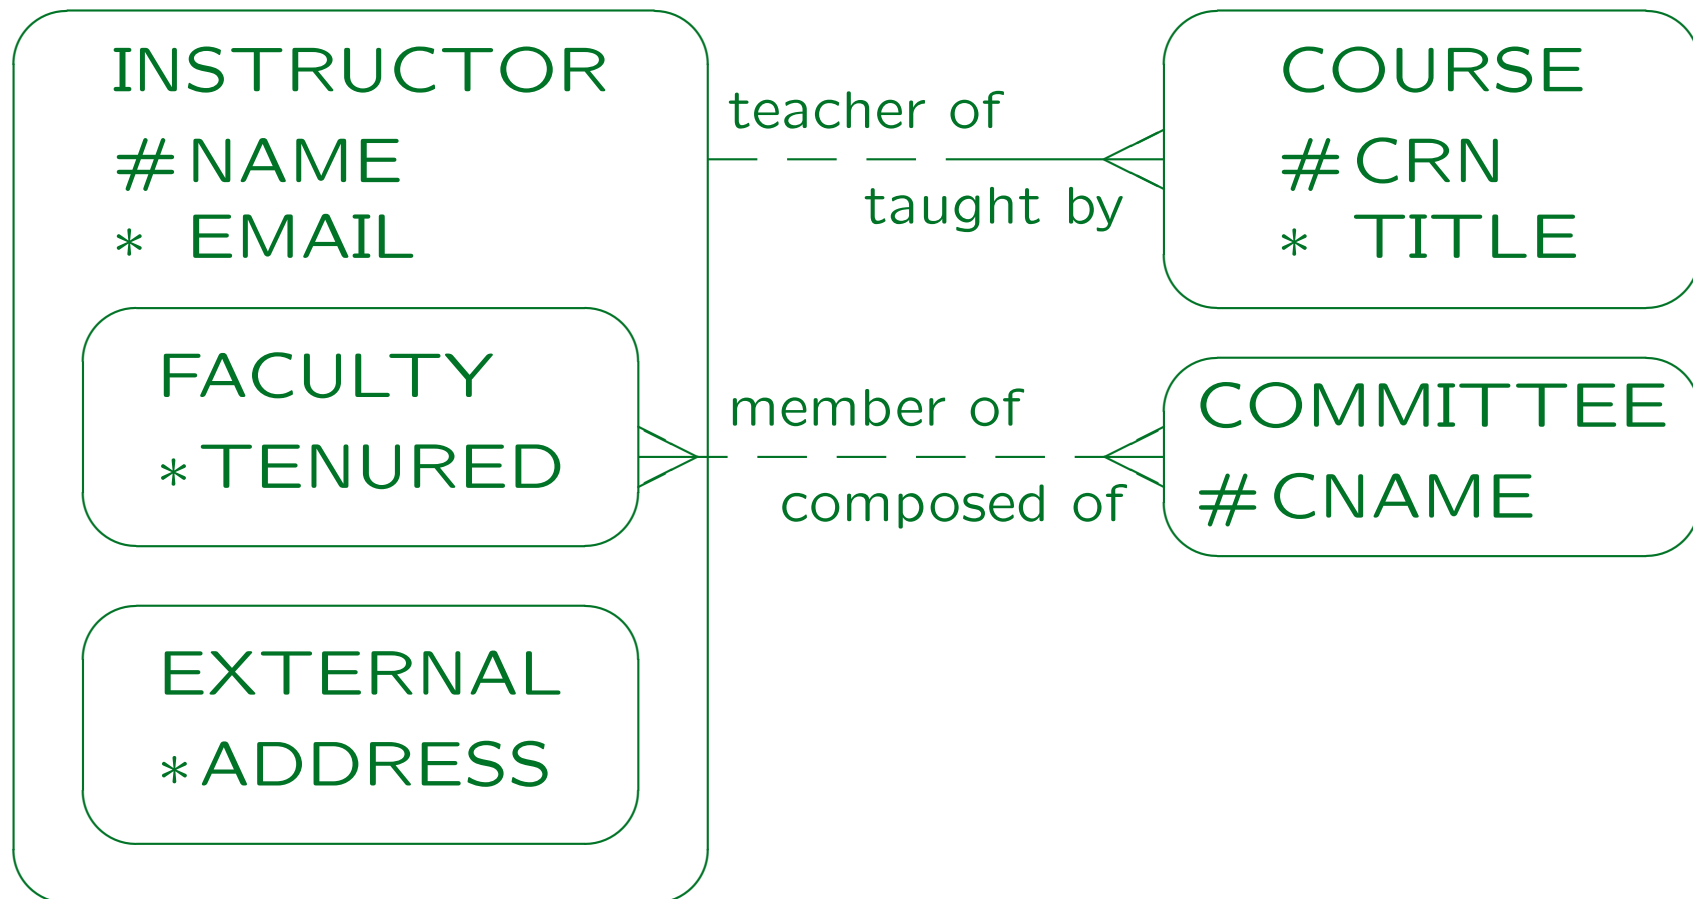 INSTRUCTOR
# NAME
* EMAIL
FACULTY
* TENURED
EXTERNAL
* ADDRESS
teacher of
taught by
member of
composed of
COURSE
# CRN
* TITLE
COMMITTEE
# CNAME